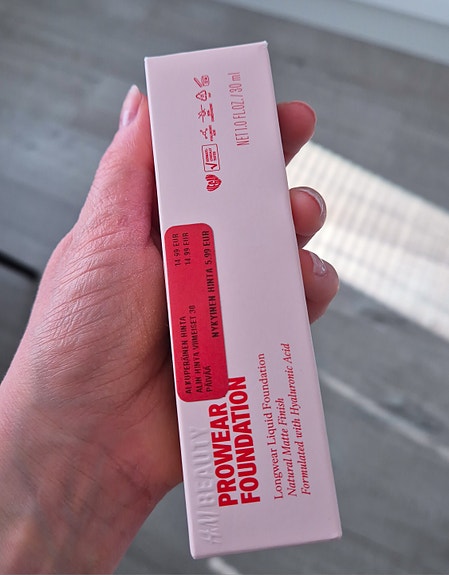 BEAUTY
PROWEAR
FOUNDATION
Longwear Liquid Foundation
Natural Matte Finish
Formulated with Hyaluronic Acid
ALKUPERÄINEN HINTA 14.99 EUR
ALIN HINTA VIIMEISET 30 14.99 EUR
PÄIVÄÄ
NYKYINEN HINTA 5.99 EUR
NET 1.0 FL.OZ. / 30 ml